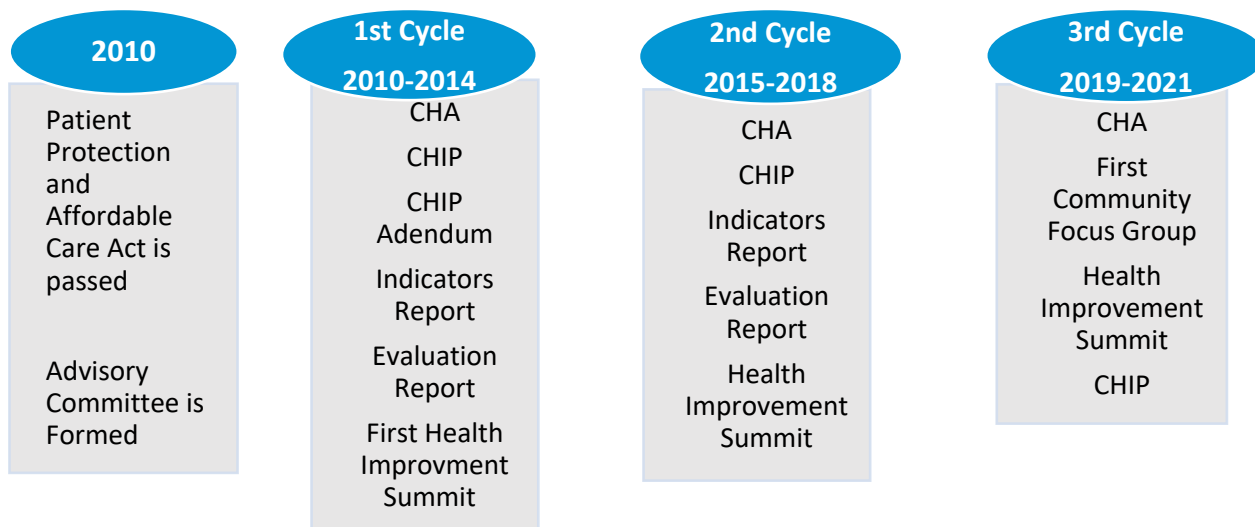 2010
Patient
Protection
and
Affordable
Care Act is
passed
Advisory
Committee is
Formed
1st Cycle
2010-2014
CHA
CHIP
CHIP
Adendum
Indicators
Report
Evaluation
Report
First Health
Improvment
Summit
2nd Cycle
2015-2018
CHA
CHIP
Indicators
Report
Evaluation
Report
Health
Improvement
Summit
3rd Cycle
2019-2021
CHA
First
Community
Focus Group
Health
Improvement
Summit
CHIP